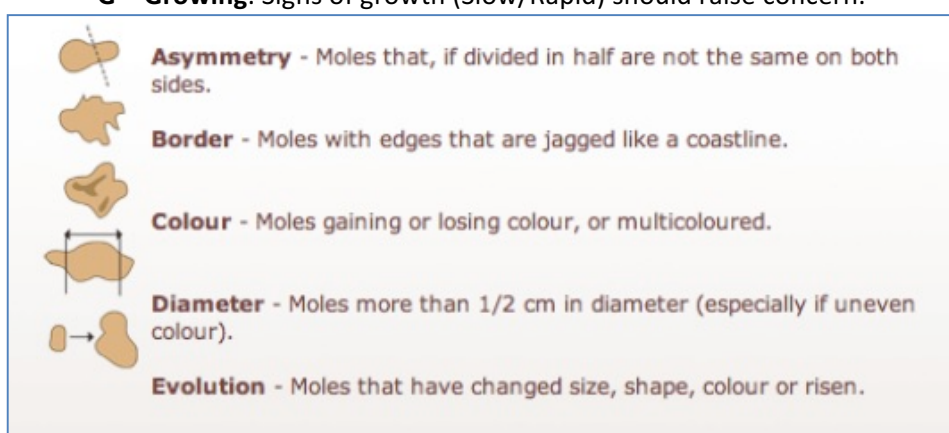 G – Growing: Signs of growth (Slow/Rapid) should raise concern.
Asymmetry - Moles that, if divided in half are not the same on both
sides.
Border - Moles with edges that are jagged like a coastline.
Colour - Moles gaining or losing colour, or multicoloured.
Diameter - Moles more than 1/2 cm in diameter (especially if uneven
colour).
Evolution - Moles that have changed size, shape, colour or risen.